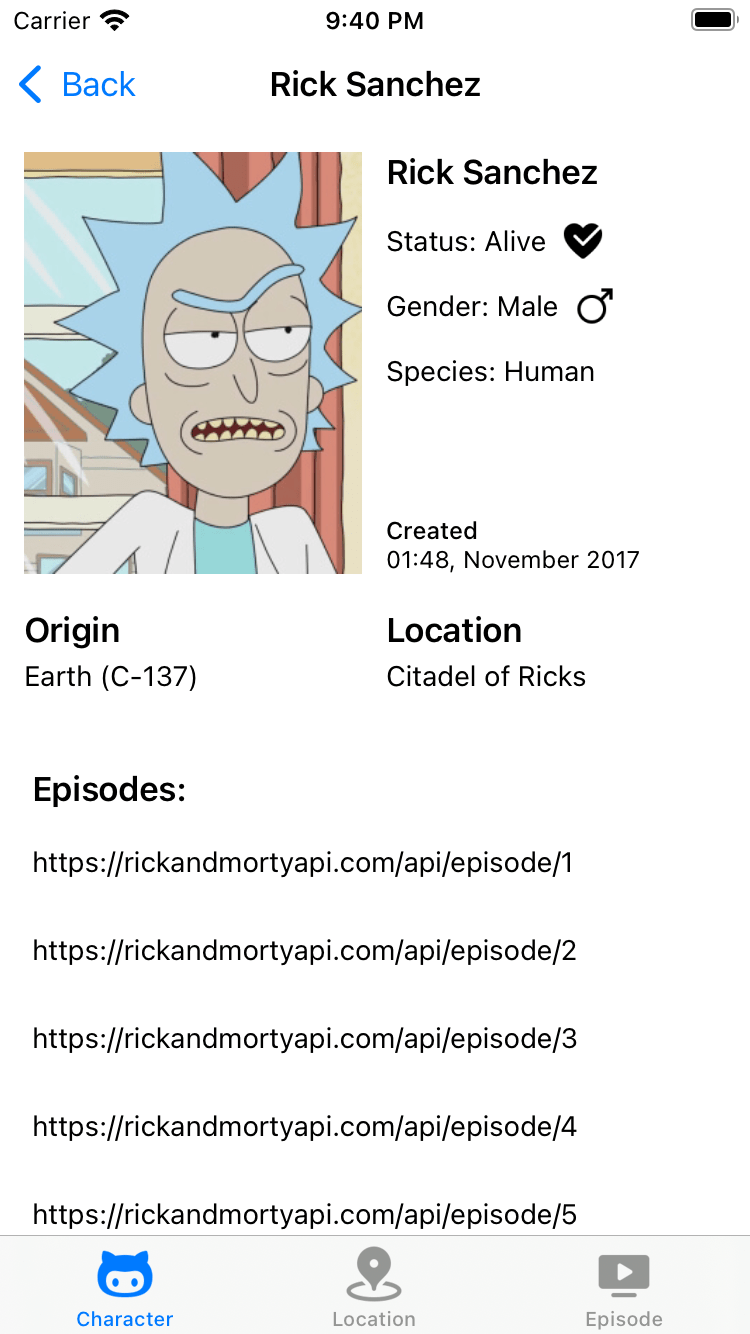 Carrier 9:40 PM
Back Rick Sanchez
Rick Sanchez
Status: Alive
Gender: Male
Species: Human
Created
01:48, November 2017
Origin
Earth (C-137)
Location
Citadel of Ricks
Episodes:
https://rickandmortyapi.com/api/episode/1
https://rickandmortyapi.com/api/episode/2
https://rickandmortyapi.com/api/episode/3
https://rickandmortyapi.com/api/episode/4
https://rickandmortyapi.com/api/episode/5
Character Location Episode